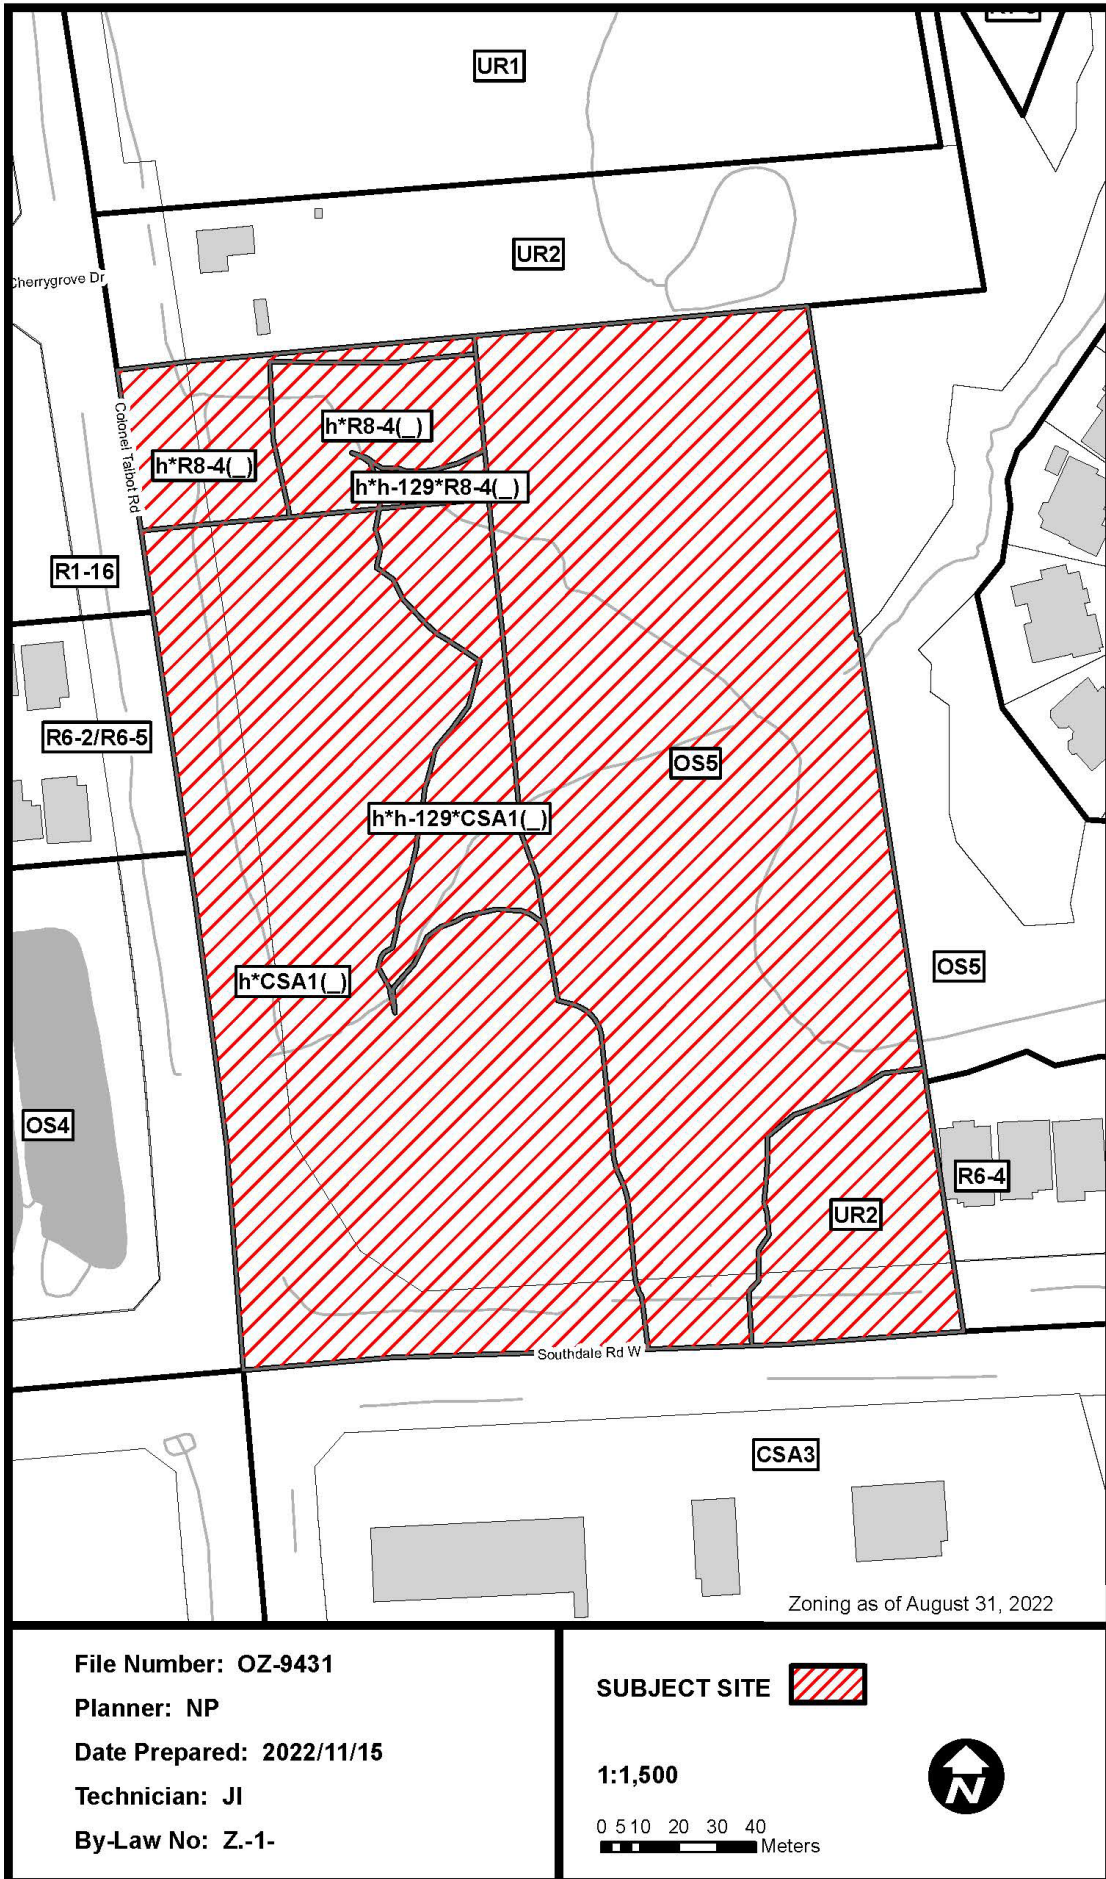 UR1
UR2
Cherrygrove Dr
h*R8-4(_)
Colonel Talbot Rd
h*R8-4(_)
h*h-129*R8-4(_)
R1-16
R6-2/R6-5
OS5
h*h-129*CSA1(_)
OS5
h*CSA1(_)
OS4
R6-4
UR2
Southdale Rd W
CSA3
Zoning as of August 31, 2022
File Number: OZ-9431
Planner: NP
Date Prepared: 2022/11/15
Technician: JI
By-Law No: Z.-1-
SUBJECT SITE
1:1,500
N
0 5 10 20 30 40
Meters